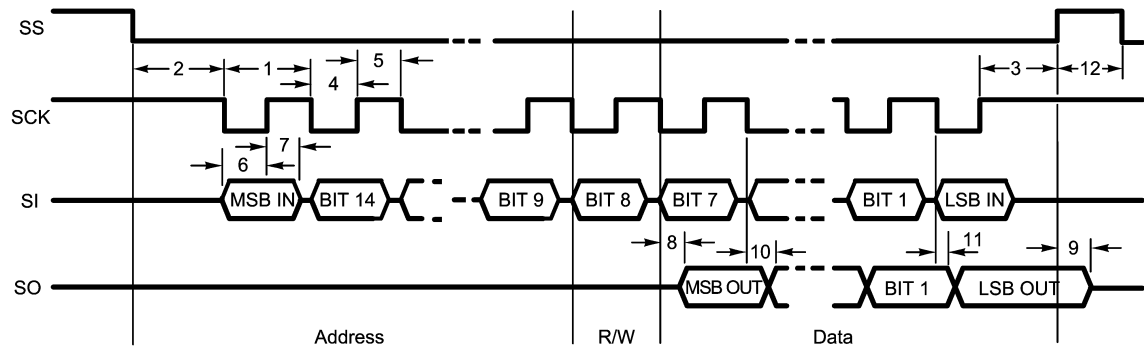 SS
2 1 5 3 12
4
SCK
7
6
SI MSB IN BIT 14 BIT 9 BIT 8 BIT 7 BIT 1 LSB IN
8 10 11 9
SO MSB OUT BIT 1 LSB OUT
Address R/W Data